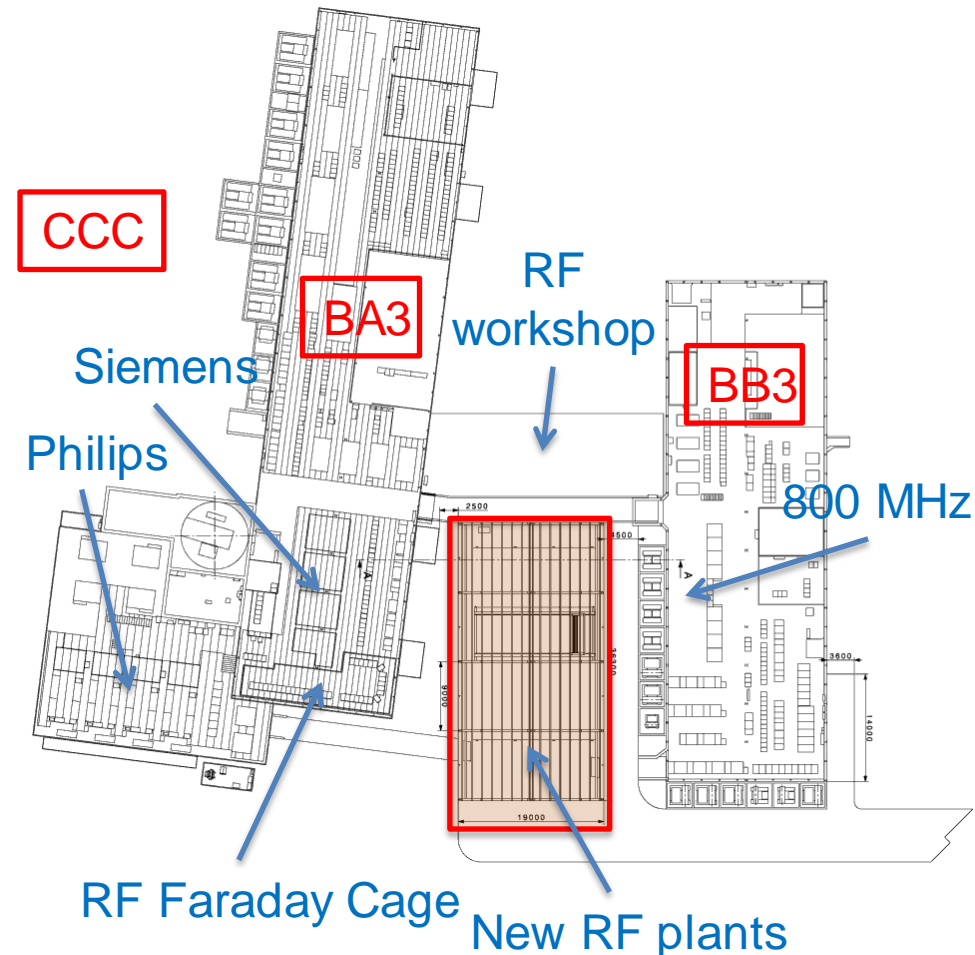 CCC
BA3
RF
workshop
BB3
Siemens
Philips
800 MHz
2500
4500
A
A
36300
9000
3600
14000
19000
RF Faraday Cage
New RF plants